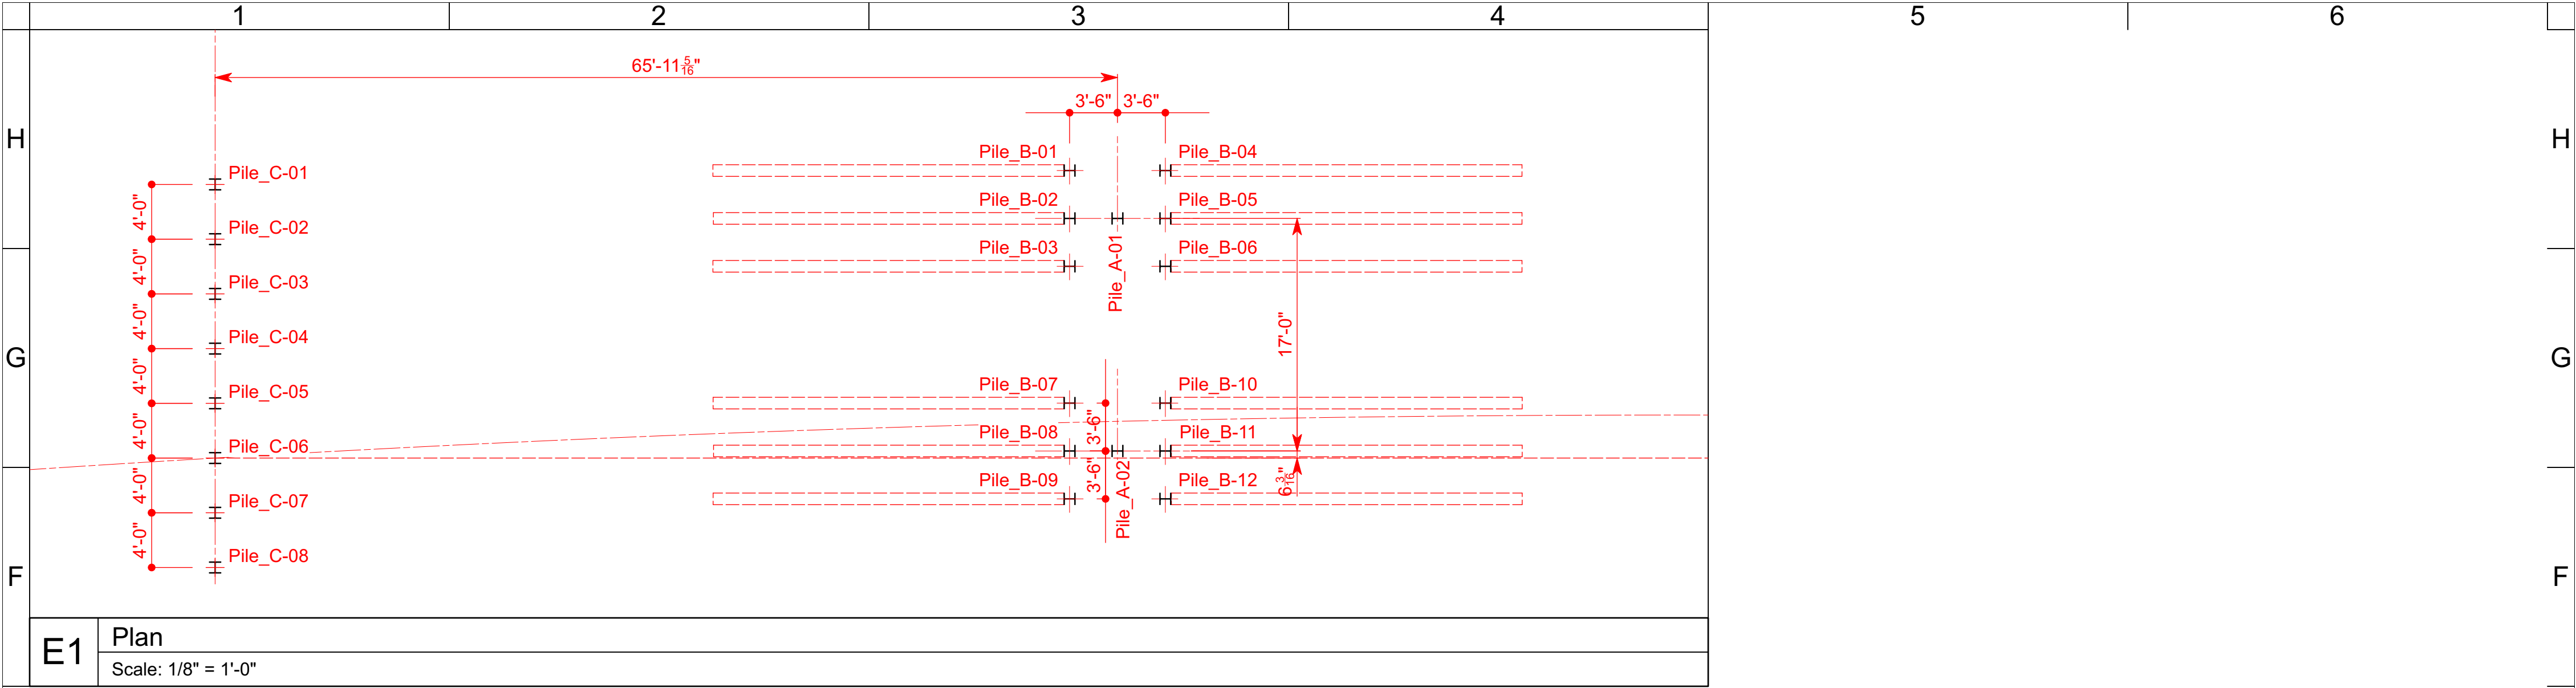 1 2 3 4 5 6
65'-11 5/16"
3'-6" 3'-6"
H H
Pile_B-01 Pile_B-04
Pile_C-01
Pile_B-02 Pile_B-05
4'-0"
Pile_C-02
Pile_B-03 Pile_B-06
Pile_A-01
4'-0"
Pile_C-03
4'-0"
17'-0"
Pile_C-04
G G
4'-0"
Pile_B-07 Pile_B-10
Pile_C-05
3'-6"
4'-0"
Pile_B-08 Pile_B-11
Pile_C-06
3'-6"
6 3/16"
Pile_B-09 Pile_B-12
Pile_A-02
4'-0"
Pile_C-07
4'-0"
Pile_C-08
F F
E1
Plan
Scale: 1/8" = 1'-0"